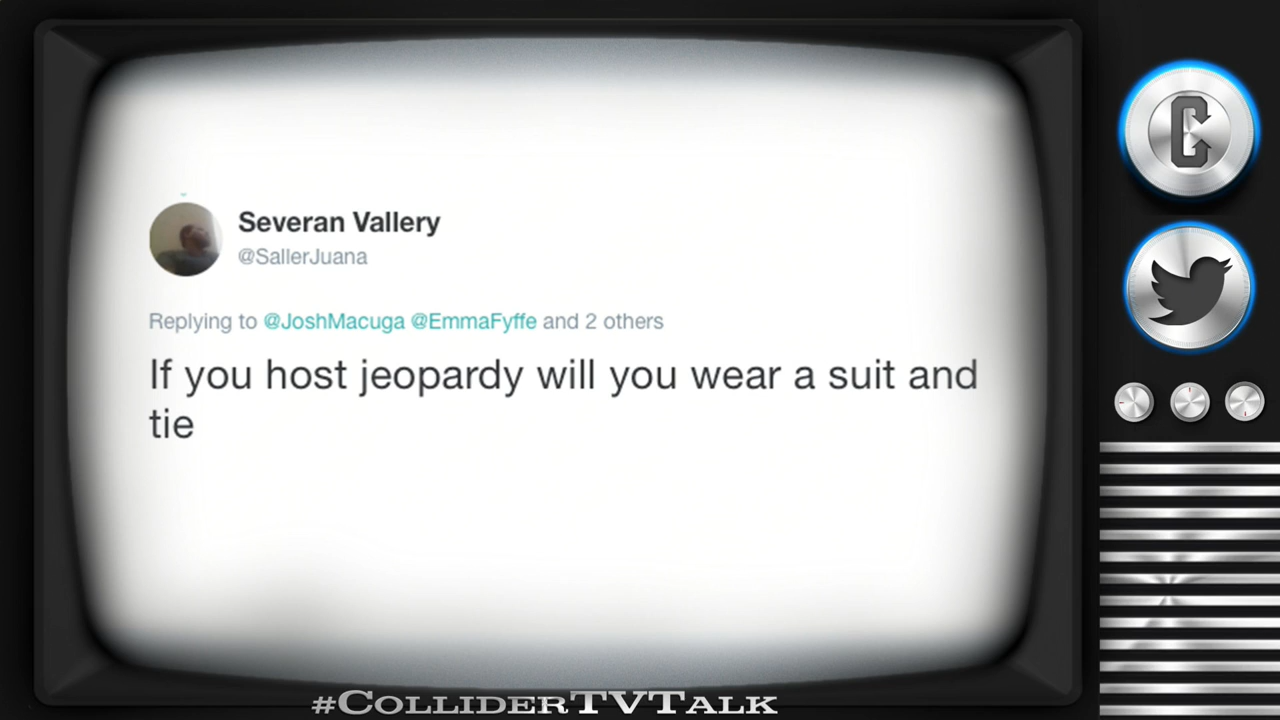 Severan Vallery
@SallerJuana
Replying to @JoshMacuga @EmmaFyffe and 2 others
If you host jeopardy will you wear a suit and
tie
#ColliderTVTalk